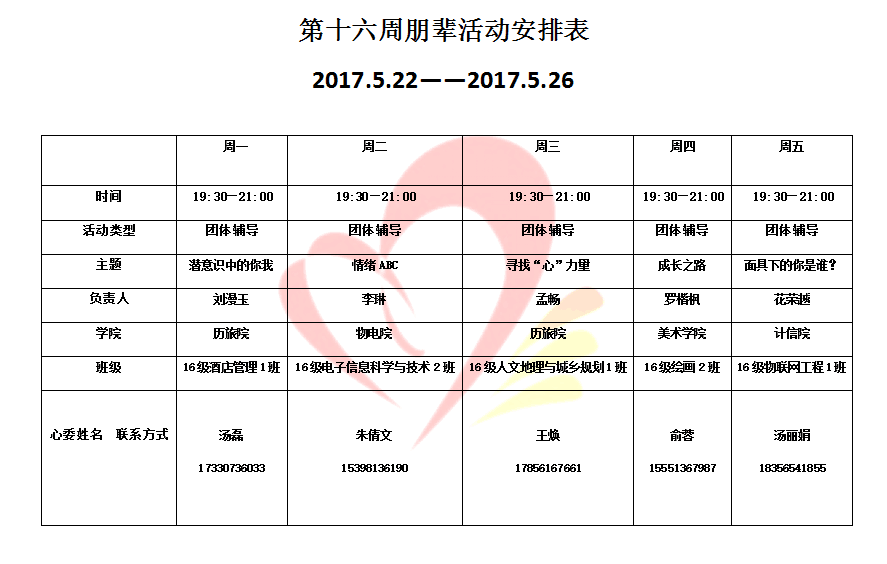 第十六周朋辈活动安排表
2017.5.22——2017.5.26
周一 周二 周三 周四 周五
时间 19:30—21:00 19:30—21:00 19:30—21:00 19:30—21:00 19:30—21:00
活动类型 团体辅导 团体辅导 团体辅导 团体辅导 团体辅导
主题 潜意识中的你我 情绪ABC 寻找“心”力量 成长之路 面具下的你是谁？
负责人 刘漫玉 李琳 孟畅 罗楷枫 花荣越
学院 历旅院 物电院 历旅院 美术学院 计信院
班级 16级酒店管理1班 16级电子信息科学与技术2班 16级人文地理与城乡规划1班 16级绘画2班 16级物联网工程1班
心委姓名 联系方式 汤磊 朱倩文 王焕 俞蓉 汤丽娟
17330736033 15398136190 17856167661 15551367987 18356541855